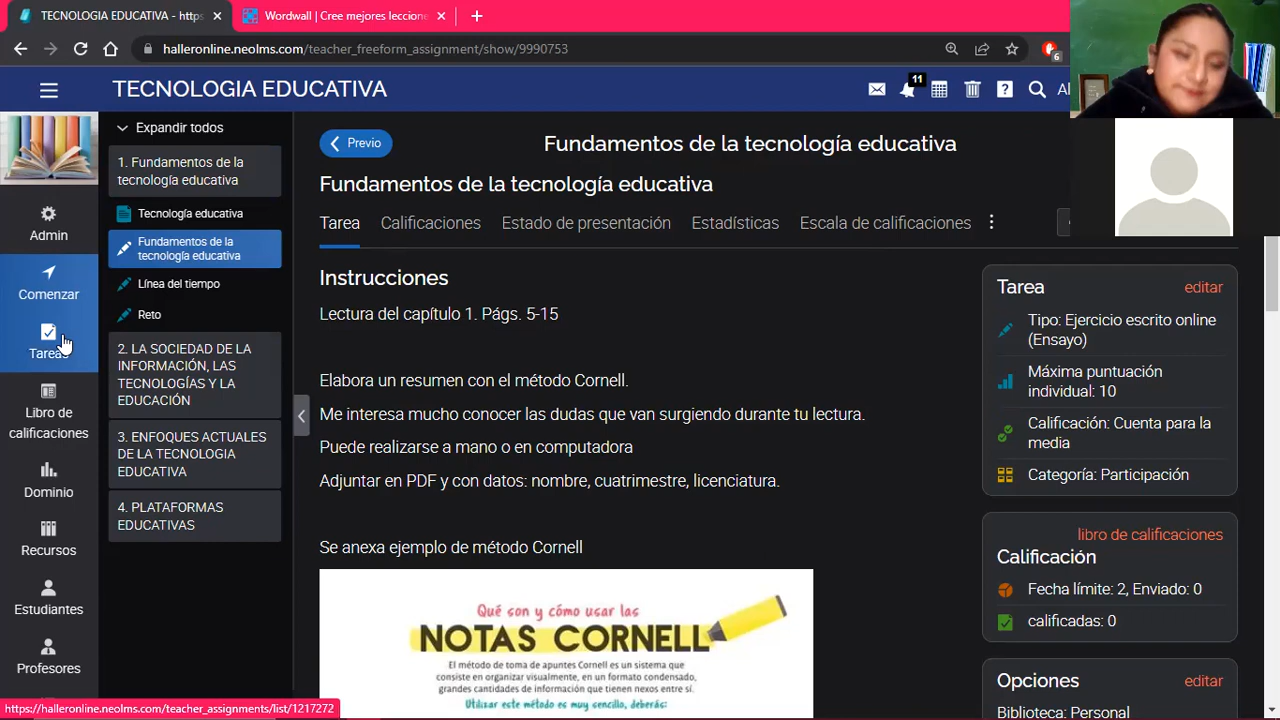 TECNOLOGIA EDUCATIVA - https
Wordwall | Cree mejores leccione
halleronline.neolms.com/teacher_freeform_assignment/show/9990753
6
TECNOLOGIA EDUCATIVA
11
Expandir todos
1. Fundamentos de la
tecnología educativa
Tecnología educativa
Fundamentos de la
tecnología educativa
Línea del tiempo
Reto
2. LA SOCIEDAD DE LA
INFORMACIÓN, LAS
TECNOLOGÍAS Y LA
EDUCACIÓN
3. ENFOQUES ACTUALES
DE LA TECNOLOGIA
EDUCATIVA
4. PLATAFORMAS
EDUCATIVAS
Admin
Comenzar
Tareas
Libro de
calificaciones
Dominio
Recursos
Estudiantes
Profesores
Previo
Fundamentos de la tecnología educativa
Fundamentos de la tecnología educativa
Tarea
Calificaciones
Estado de presentación
Estadísticas
Escala de calificaciones
Instrucciones
Lectura del capítulo 1. Págs. 5-15
Elabora un resumen con el método Cornell.
Me interesa mucho conocer las dudas que van surgiendo durante tu lectura.
Puede realizarse a mano o en computadora
Adjuntar en PDF y con datos: nombre, cuatrimestre, licenciatura.
Se anexa ejemplo de método Cornell
Qué son y cómo usar las
NOTAS CORNELL
El método de toma de apuntes Cornell es un sistema que
consiste en organizar visualmente, en un formato condensado,
grandes cantidades de información que tienen nexos entre sí.
Utilizar este método es muy sencillo, deberás:
Tarea
editar
Tipo: Ejercicio escrito online
(Ensayo)
Máxima puntuación
individual: 10
Calificación: Cuenta para la
media
Categoría: Participación
libro de calificaciones
Calificación
Fecha límite: 2, Enviado: 0
calificadas: 0
Opciones
editar
Biblioteca: Personal
https://halleronline.neolms.com/teacher_assignments/list/1217272